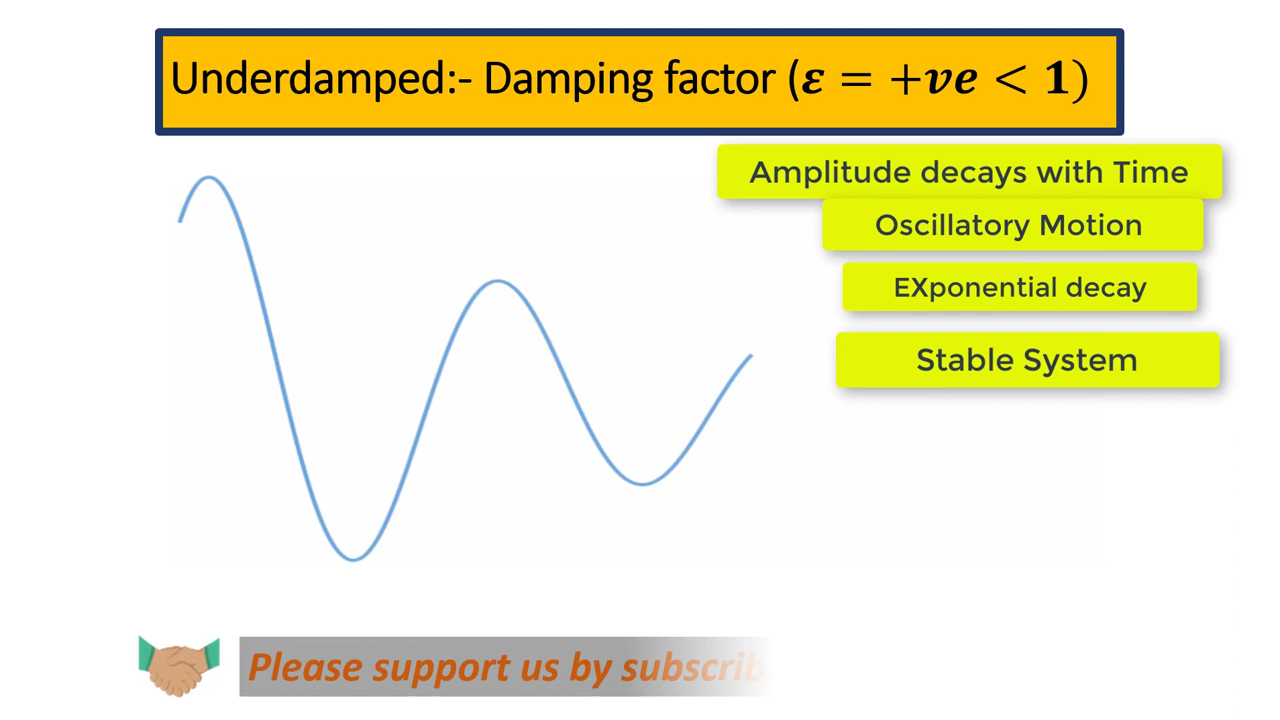 Underdamped:- Damping factor (𝜺 = +𝒗𝒆 < 𝟏)
Amplitude decays with Time
Oscillatory Motion
EXponential decay
Stable System
Please support us by subscrib